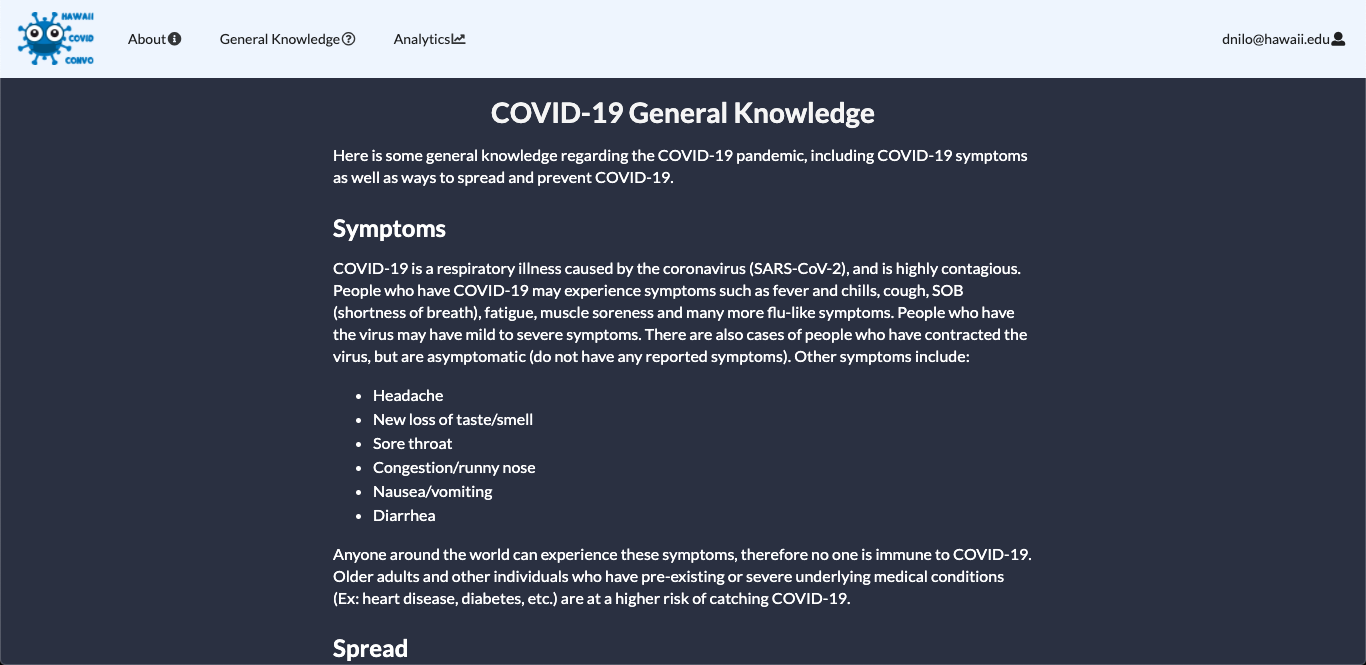 HAWAII
COVID
CONVO
About
General Knowledge
Analytics
dnilo@hawaii.edu
COVID-19 General Knowledge
Here is some general knowledge regarding the COVID-19 pandemic, including COVID-19 symptoms
as well as ways to spread and prevent COVID-19.
Symptoms
COVID-19 is a respiratory illness caused by the coronavirus (SARS-CoV-2), and is highly contagious.
People who have COVID-19 may experience symptoms such as fever and chills, cough, SOB
(shortness of breath), fatigue, muscle soreness and many more flu-like symptoms. People who have
the virus may have mild to severe symptoms. There are also cases of people who have contracted the
virus, but are asymptomatic (do not have any reported symptoms). Other symptoms include:
• Headache
• New loss of taste/smell
• Sore throat
• Congestion/runny nose
• Nausea/vomiting
• Diarrhea
Anyone around the world can experience these symptoms, therefore no one is immune to COVID-19.
Older adults and other individuals who have pre-existing or severe underlying medical conditions
(Ex: heart disease, diabetes, etc.) are at a higher risk of catching COVID-19.
Spread